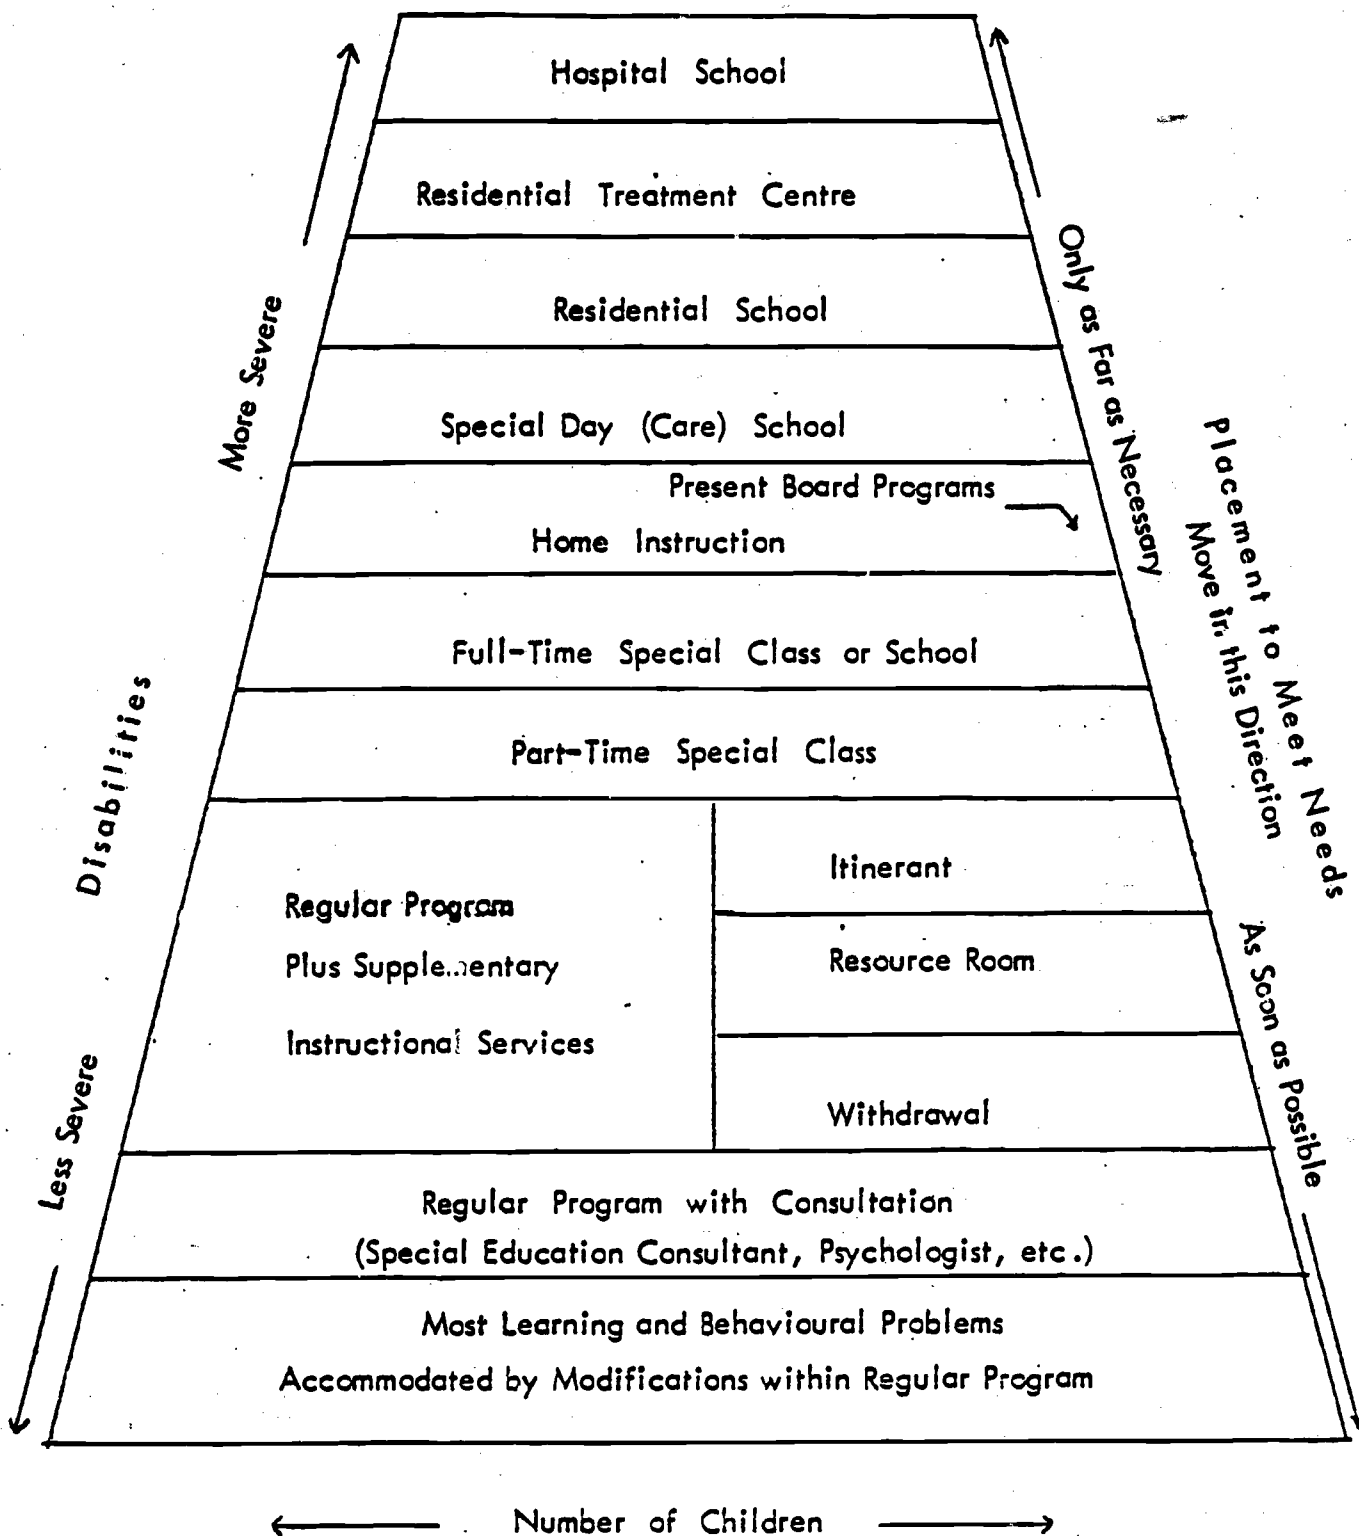 Hospital School
Residential Treatment Centre
Residential School
Special Day (Care) School
Present Board Programs
Home Instruction
Full-Time Special Class or School
Part-Time Special Class
Regular Program
Plus Supplementary
Instructional Services
Itinerant
Resource Room
Withdrawal
Regular Program with Consultation
(Special Education Consultant, Psychologist, etc.)
Most Learning and Behavioural Problems
Accommodated by Modifications within Regular Program
Number of Children
More Severe
Disabilities
Less Severe
Only as Far as Necessary
Placement to Meet Needs
Move in this Direction
As Soon as Possible